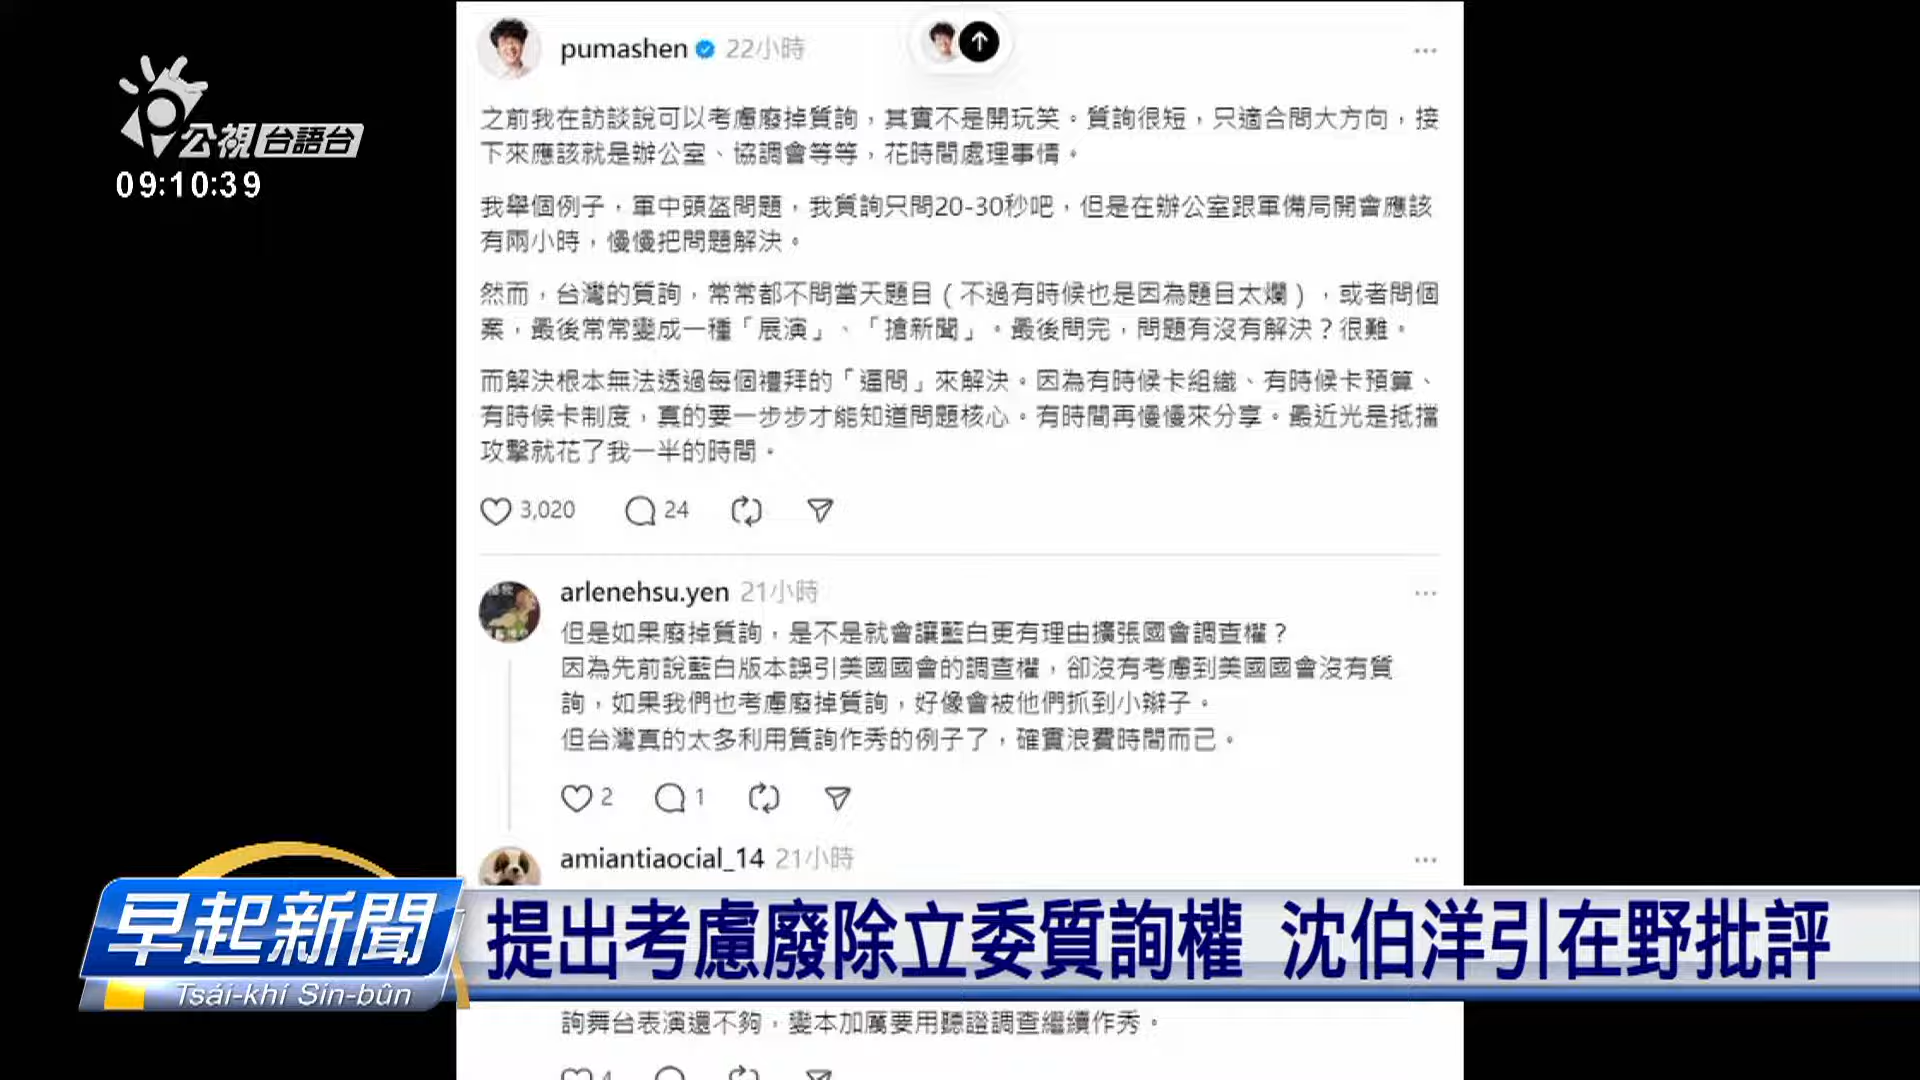 公視台語台
09:10:39
pumashen 22小時
之前我在訪談說可以考慮廢掉質詢，其實不是開玩笑。質詢很短，只適合問大方向，接
下來應該就是辦公室、協調會等等，花時間處理事情。
我舉個例子，軍中頭盔問題，我質詢只問20-30秒吧，但是在辦公室跟軍備局開會應該
有兩小時，慢慢把問題解決。
然而，台灣的質詢，常常都不問當天題目（不過有時候也是因為題目太爛），或者問個
案，最後常常變成一種「展演」、「搶新聞」。最後問完，問題有沒有解決？很難。
而解決根本無法透過每個禮拜的「逼問」來解決。因為有時候卡組織、有時候卡預算、
有時候卡制度，真的要一步步才能知道問題核心。有時間再慢慢來分享。最近光是抵擋
攻擊就花了我一半的時間。
3,020 24
arlenehsu.yen 21小時
但是如果廢掉質詢，是不是就會讓藍白更有理由擴張國會調查權？
因為先前說藍白版本誤引美國國會的調查權，卻沒有考慮到美國國會沒有質
詢，如果我們也考慮廢掉質詢，好像會被他們抓到小辮子。
但台灣真的太多利用質詢作秀的例子了，確實浪費時間而己。
2 1
amiantiaocial_14 21小時
早起新聞
Tsái-khí Sin-bûn
提出考慮廢除立委質詢權 沈伯洋引在野批評
詢舞台表演還不夠，變本加厲要用聽證調查繼續作秀。
4